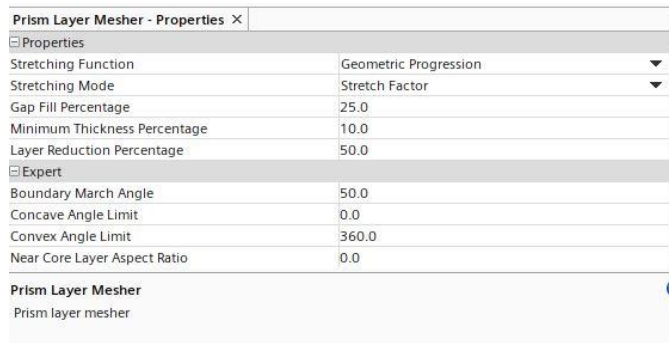 Prism Layer Mesher - Properties ×
Properties
Stretching Function Geometric Progression
Stretching Mode Stretch Factor
Gap Fill Percentage 25.0
Minimum Thickness Percentage 10.0
Layer Reduction Percentage 50.0
Expert
Boundary March Angle 50.0
Concave Angle Limit 0.0
Convex Angle Limit 360.0
Near Core Layer Aspect Ratio 0.0
Prism Layer Mesher
Prism layer mesher